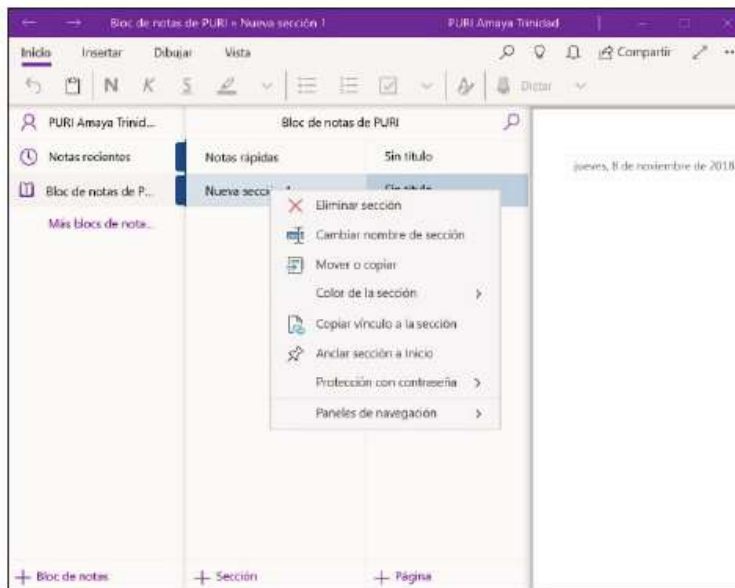 Bloc de notas de PURI » Nueva sección 1 PURI Amaya Trinidad
Inicio Insertar Dibujar Vista Compartir
N K S Dictar
PURI Amaya Trinid... Bloc de notas de PURI
Notas recientes Notas rápidas Sin título
Bloc de notas de P... Nueva secci Sin título
Más blocs de nota...
jueves, 8 de noviembre de 2018
Eliminar sección
Cambiar nombre de sección
Mover o copiar
Color de la sección
Copiar vínculo a la sección
Anclar sección a Inicio
Protección con contraseña
Paneles de navegación
+ Bloc de notas + Sección + Página